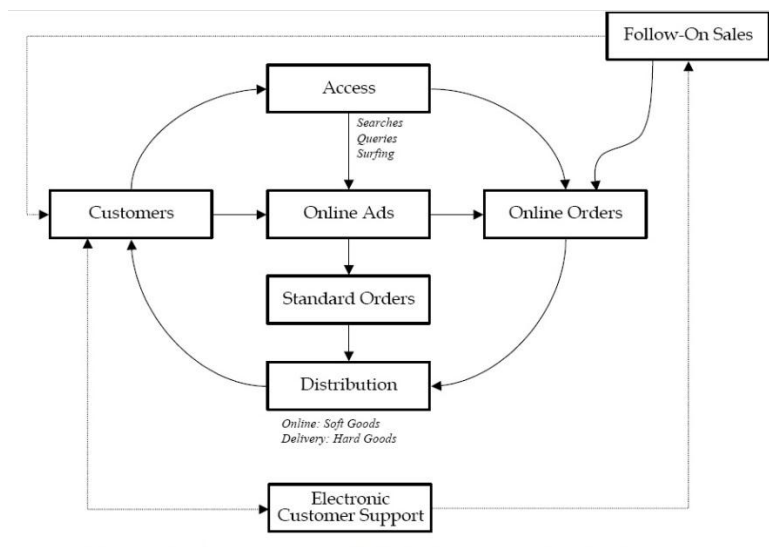 Follow-On Sales
Access
Searches
Queries
Surfing
Customers
Online Ads
Online Orders
Standard Orders
Distribution
Online: Soft Goods
Delivery: Hard Goods
Electronic
Customer Support